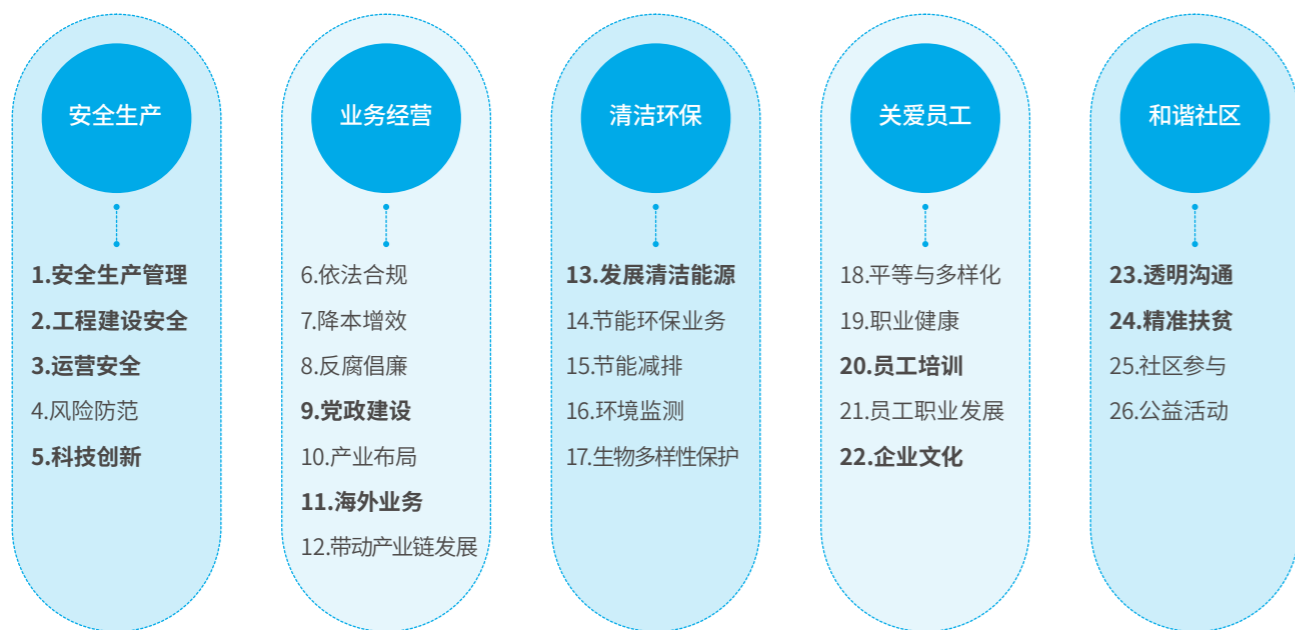 安全生产
1.安全生产管理
2.工程建设安全
3.运营安全
4.风险防范
5.科技创新
业务经营
6.依法合规
7.降本增效
8.反腐倡廉
9.党政建设
10.产业布局
11.海外业务
12.带动产业链发展
清洁环保
13.发展清洁能源
14.节能环保业务
15.节能减排
16.环境监测
17.生物多样性保护
关爱员工
18.平等与多样化
19.职业健康
20.员工培训
21.员工职业发展
22.企业文化
和谐社区
23.透明沟通
24.精准扶贫
25.社区参与
26.公益活动